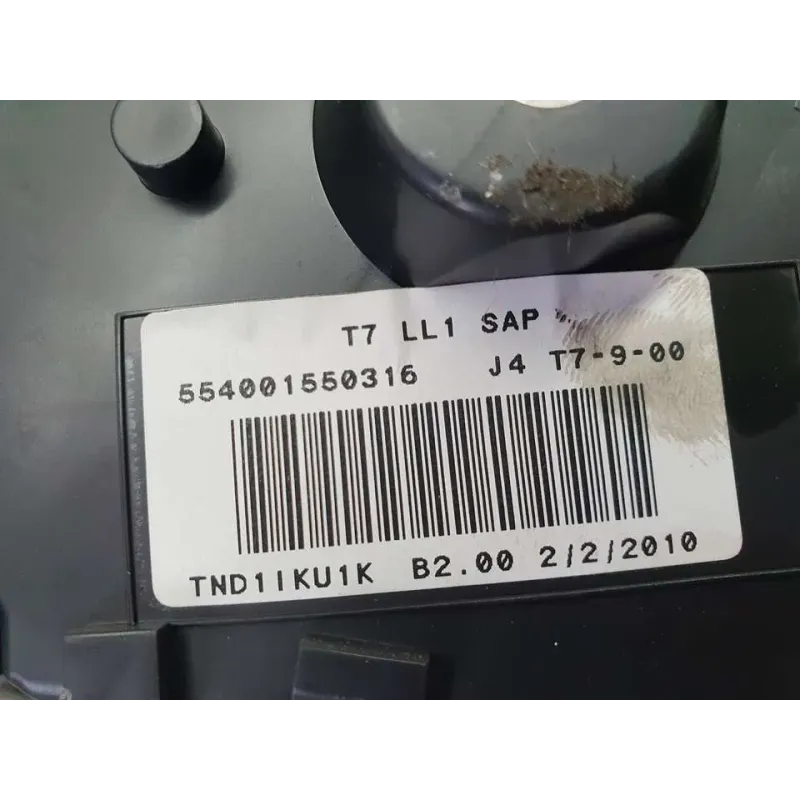 T7 LL1 SAP
554001550316 J4 T7-9-00
TND1IKU1K B2.00 2/2/2010